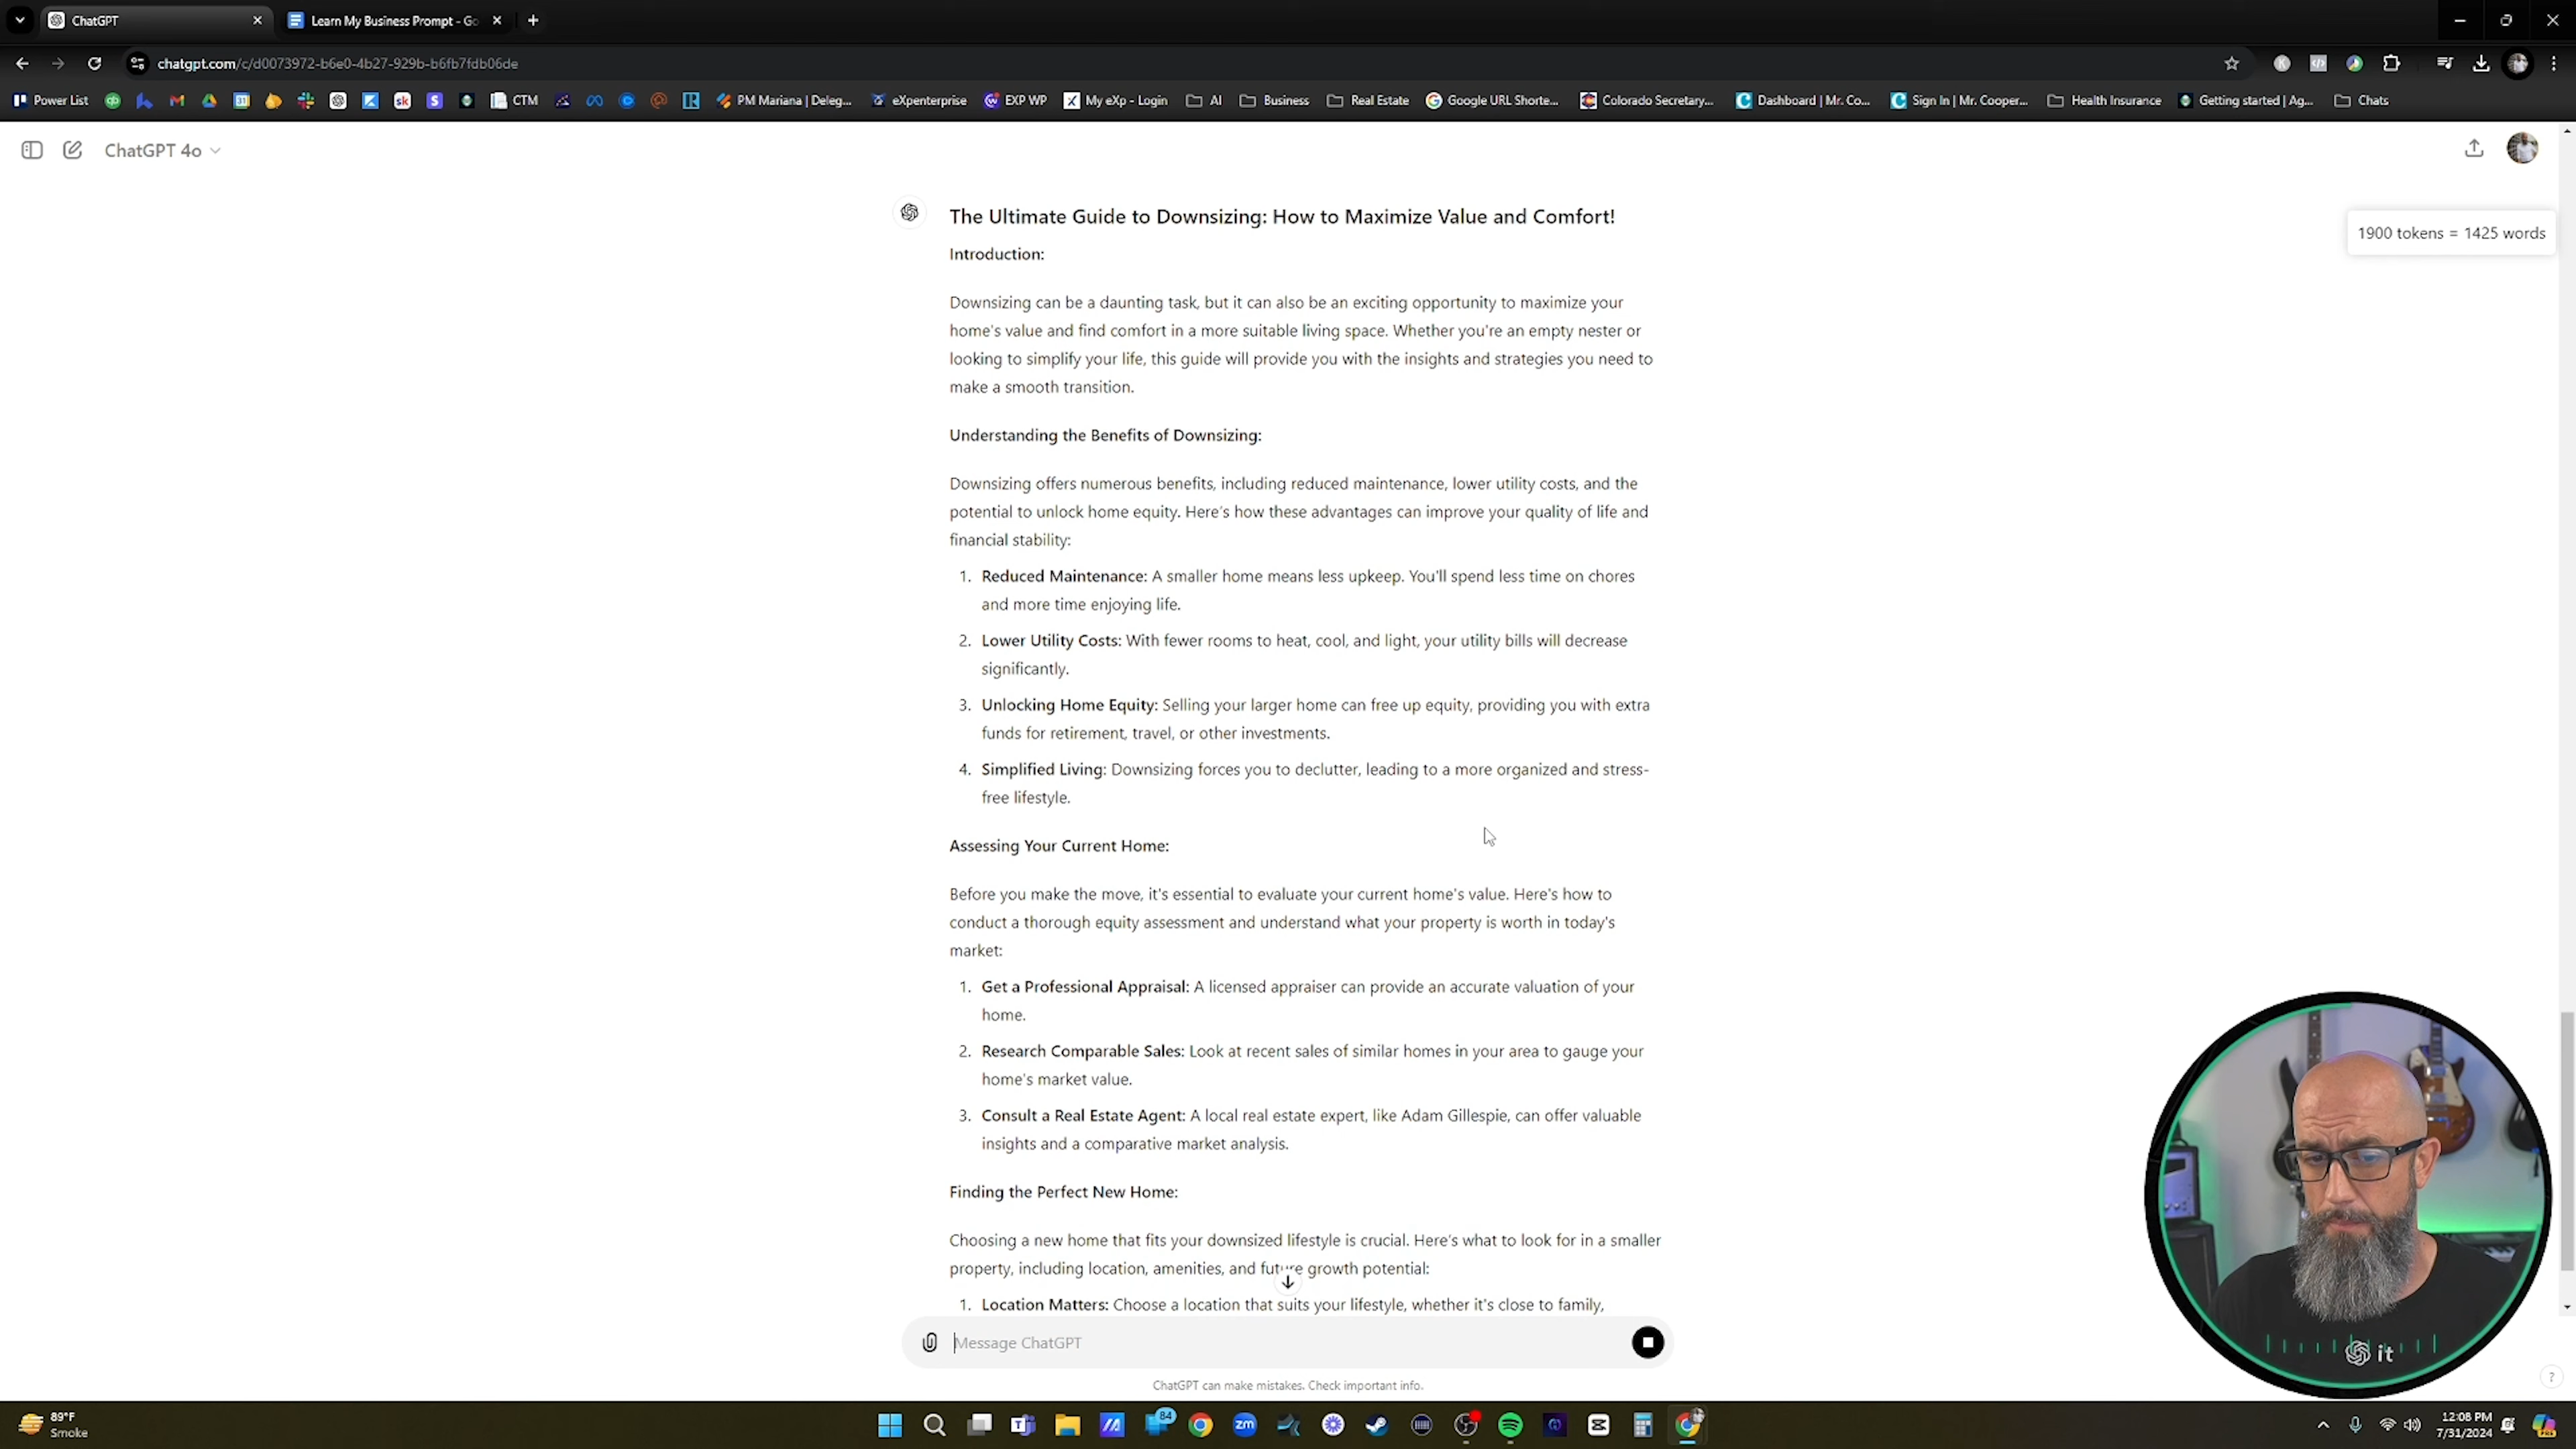 ChatGPT
Learn My Business Prompt - Go
chatgpt.com/c/d0073972-b6e0-4b27-929b-b6fb7fdb06de
Power List
31
sk
S
CTM
PM Mariana | Deleg...
eXpenterprise
EXP WP
My eXp - Login
AI
Business
Real Estate
Google URL Shorte...
Colorado Secretary...
Dashboard | Mr. Co...
Sign In | Mr. Cooper...
Health Insurance
Getting started | Ag...
Chats
ChatGPT 4o
1900 tokens = 1425 words
The Ultimate Guide to Downsizing: How to Maximize Value and Comfort!
Introduction:
Downsizing can be a daunting task, but it can also be an exciting opportunity to maximize your
home's value and find comfort in a more suitable living space. Whether you're an empty nester or
looking to simplify your life, this guide will provide you with the insights and strategies you need to
make a smooth transition.
Understanding the Benefits of Downsizing:
Downsizing offers numerous benefits, including reduced maintenance, lower utility costs, and the
potential to unlock home equity. Here's how these advantages can improve your quality of life and
financial stability:
1. Reduced Maintenance: A smaller home means less upkeep. You'll spend less time on chores
and more time enjoying life.
2. Lower Utility Costs: With fewer rooms to heat, cool, and light, your utility bills will decrease
significantly.
3. Unlocking Home Equity: Selling your larger home can free up equity, providing you with extra
funds for retirement, travel, or other investments.
4. Simplified Living: Downsizing forces you to declutter, leading to a more organized and stress-
free lifestyle.
Assessing Your Current Home:
Before you make the move, it's essential to evaluate your current home's value. Here's how to
conduct a thorough equity assessment and understand what your property is worth in today's
market:
1. Get a Professional Appraisal: A licensed appraiser can provide an accurate valuation of your
home.
2. Research Comparable Sales: Look at recent sales of similar homes in your area to gauge your
home's market value.
3. Consult a Real Estate Agent: A local real estate expert, like Adam Gillespie, can offer valuable
insights and a comparative market analysis.
Finding the Perfect New Home:
Choosing a new home that fits your downsized lifestyle is crucial. Here's what to look for in a smaller
property, including location, amenities, and future growth potential:
1. Location Matters: Choose a location that suits your lifestyle, whether it's close to family,
Message ChatGPT
ChatGPT can make mistakes. Check important info.
it
?
89°F
Smoke
84
zm
12:08 PM
7/31/2024